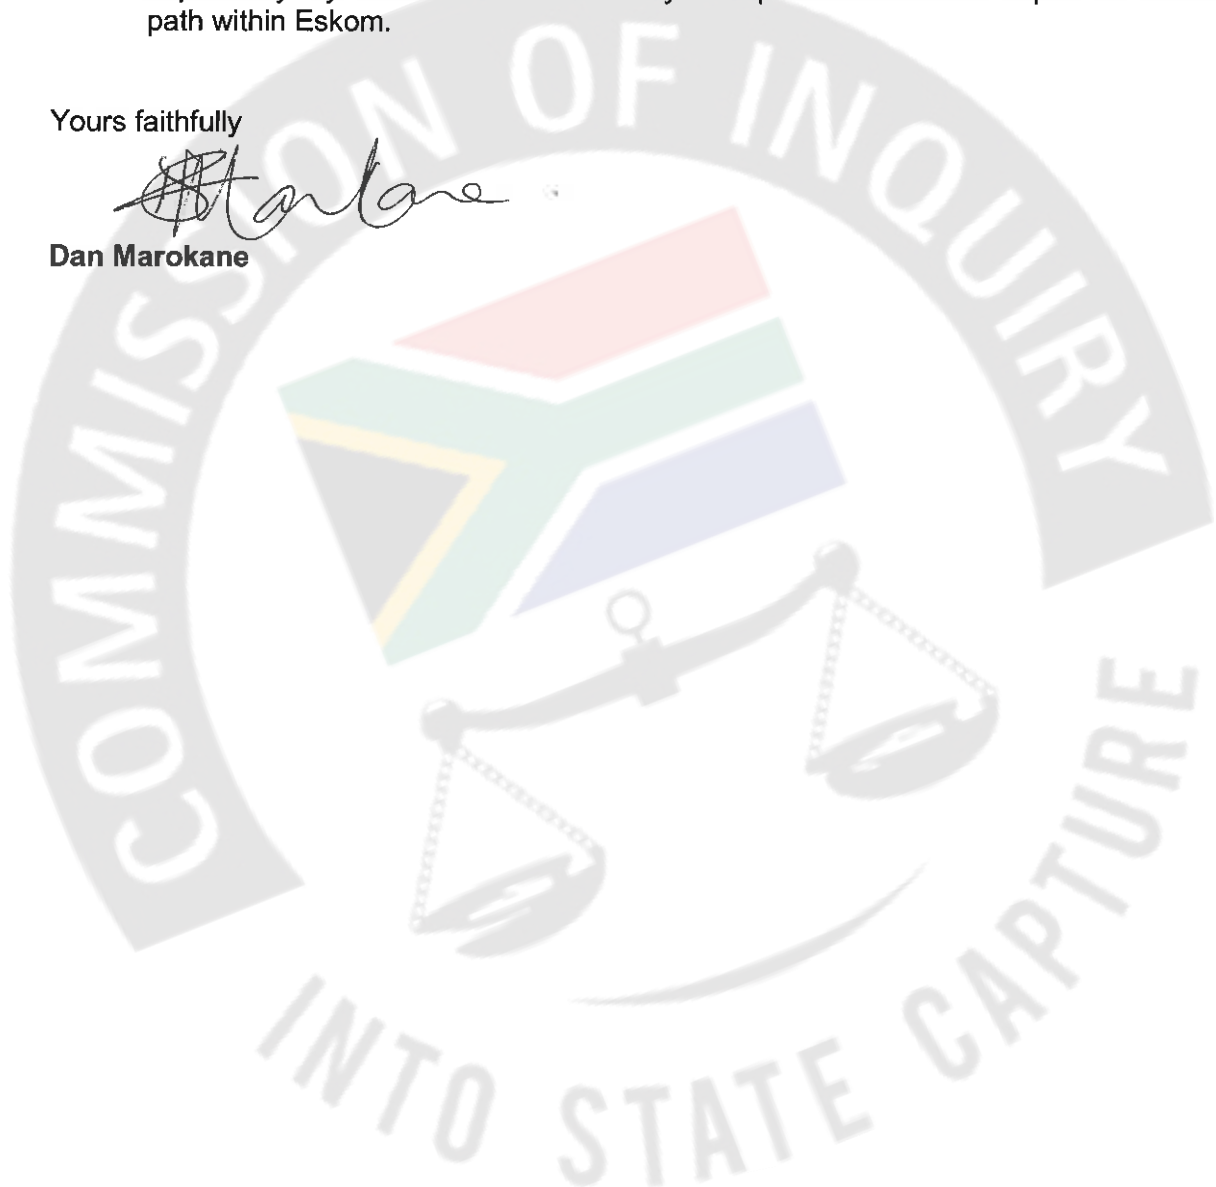 path within Eskom.
Yours faithfully
Dan Marokane
COMMISSION OF INQUIRY
INTO STATE CAPTURE